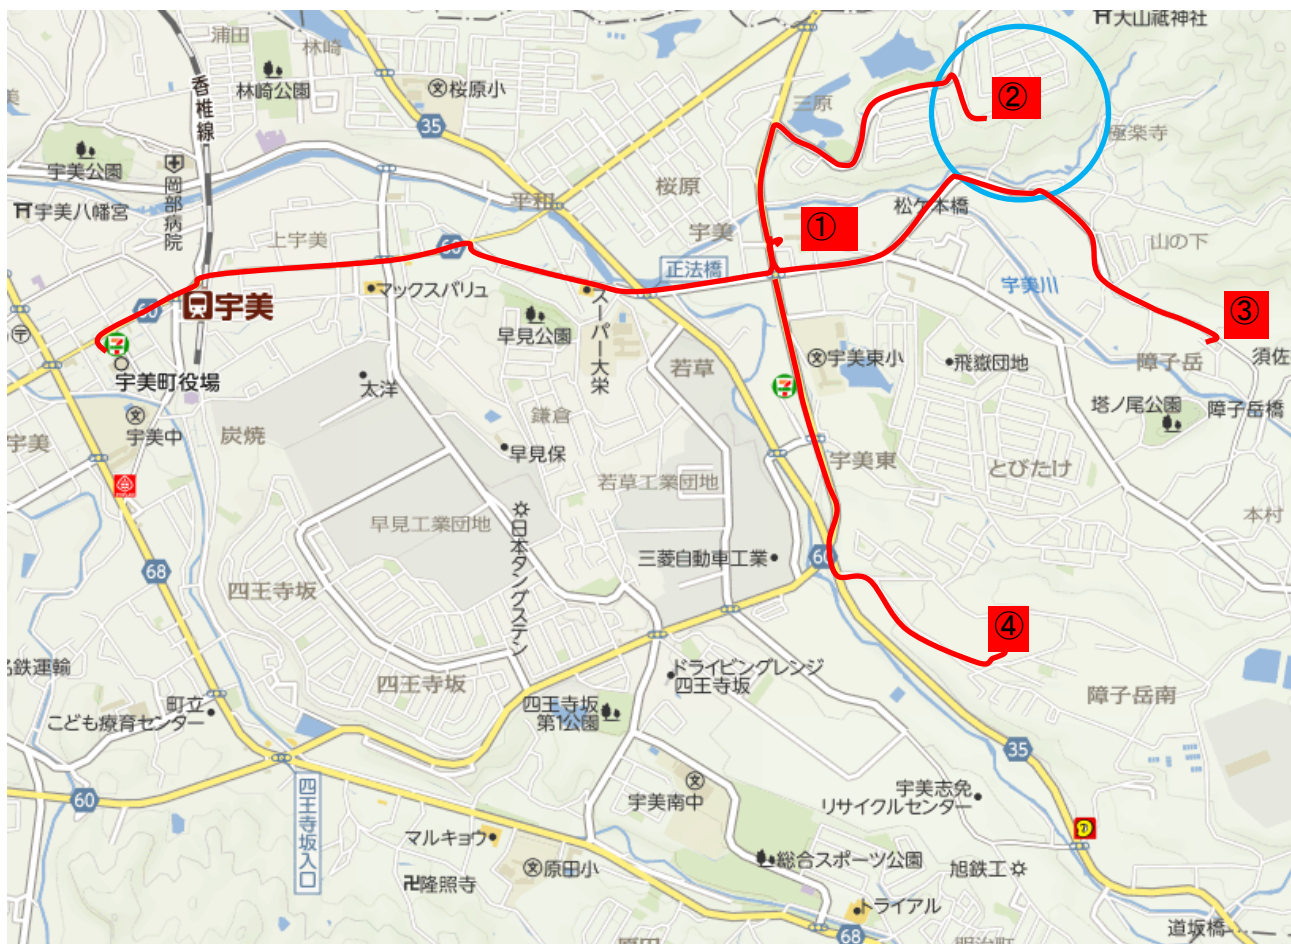 大山祗神社
浦田
林崎
香椎線
林崎公園
桜原小
35
②
三原
極楽寺
宇美公園
岡部病院
桜原
平和
宇美八幡宮
松ケ本橋
①
宇美
上宇美
60
山の下
正法橋
宇美川
マックスバリュ
スーパー大栄
60
宇美
③
早見公園
宇美町役場
若草
宇美東小
飛嶽団地
障子岳
須佐
太洋
塔ノ尾公園
障子岳橋
鎌倉
宇美中
宇美
炭焼
早見保
宇美東
とびたけ
若草工業団地
早見工業団地
日本タングステン
本村
三菱自動車工業
60
68
四王寺坂
④
名鉄運輸
ドライビングレンジ
四王寺坂
四王寺坂
町立
こども療育センター
四王寺坂
第1公園
障子岳南
35
四王寺坂入口
60
宇美南中
宇美志免
リサイクルセンター
マルキョウ
原田小
総合スポーツ公園
旭鉄工
隆照寺
トライアル
道坂橋
68
原田
明治町